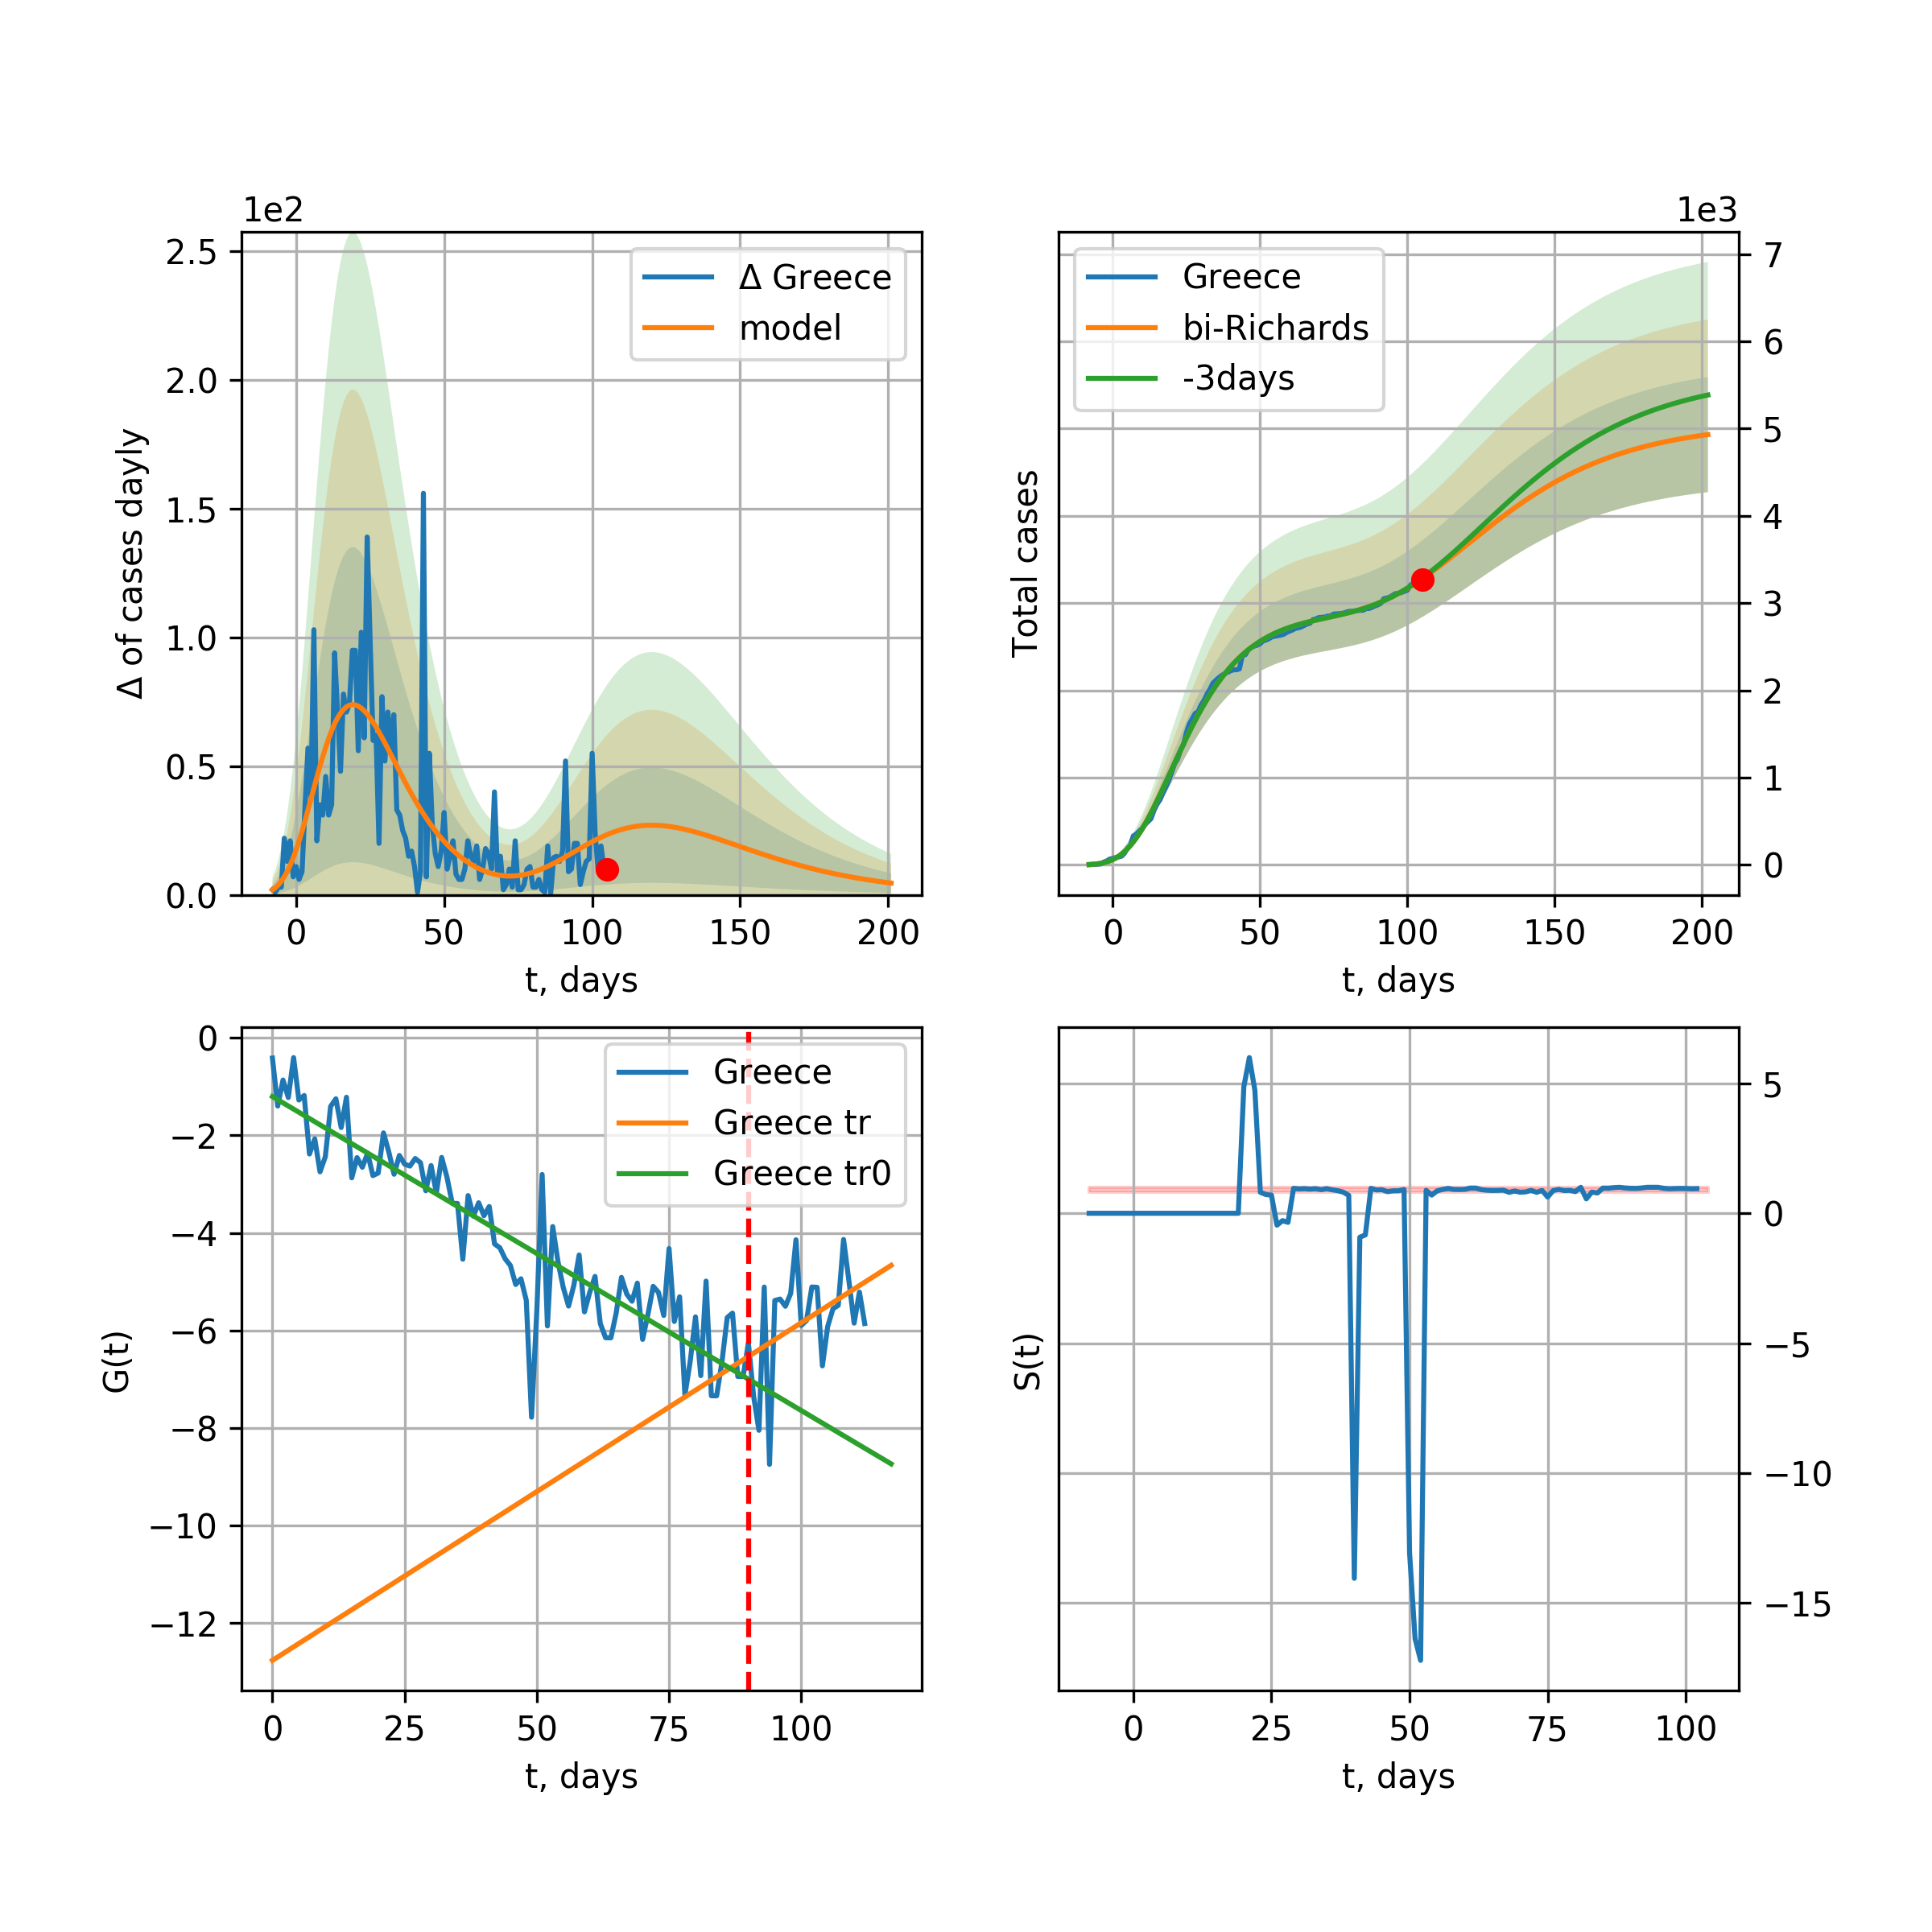 1e2
2.5
2.0
1.5
1.0
0.5
0.0
Δ of cases dayly
Δ Greece
model
0 50 100 150 200
t, days
1e3
7
6
5
4
3
2
1
0
Total cases
Greece
bi-Richards
-3days
0 50 100 150 200
t, days
0
−2
−4
−6
−8
−10
−12
G(t)
Greece
Greece tr
Greece tr0
0 25 50 75 100
t, days
5
0
−5
−10
−15
S(t)
0 25 50 75 100
t, days